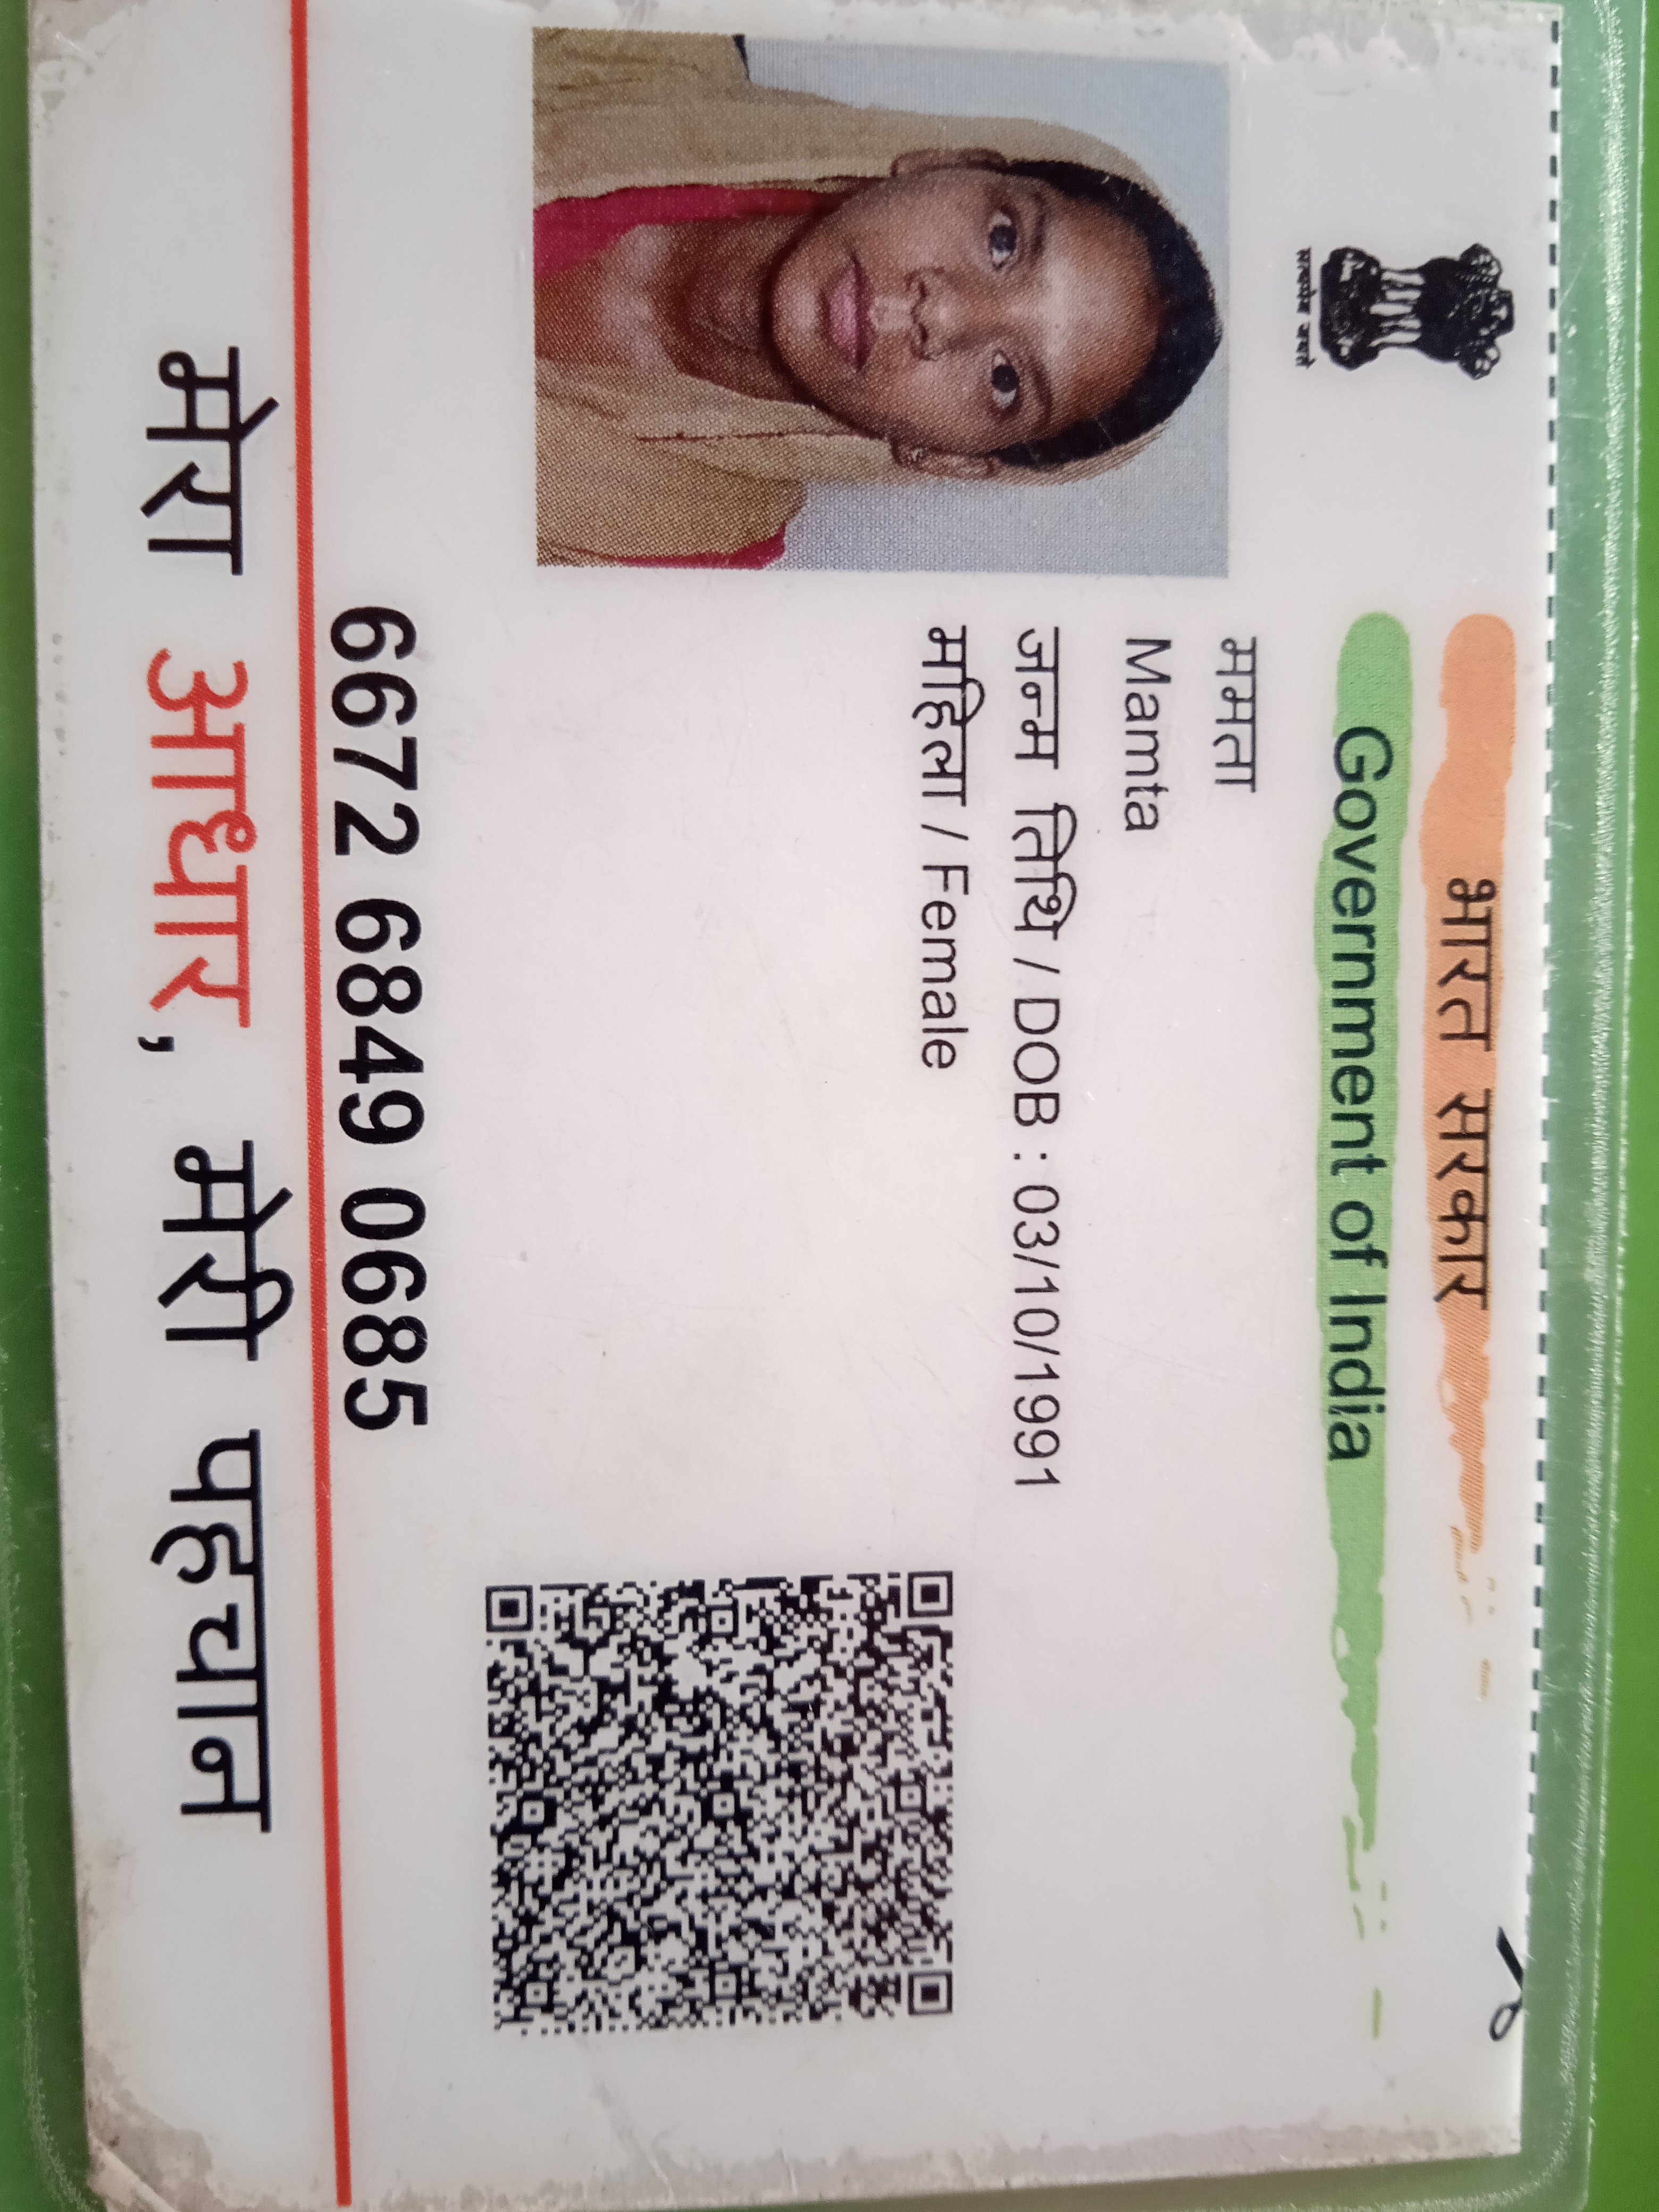 भारत सरकार
Government of India
सत्यमेव जयते
ममता
Mamta
जन्म तिथि / DOB : 03/10/1991
महिला / Female
6672 6849 0685
मेरा आधार, मेरी पहचान